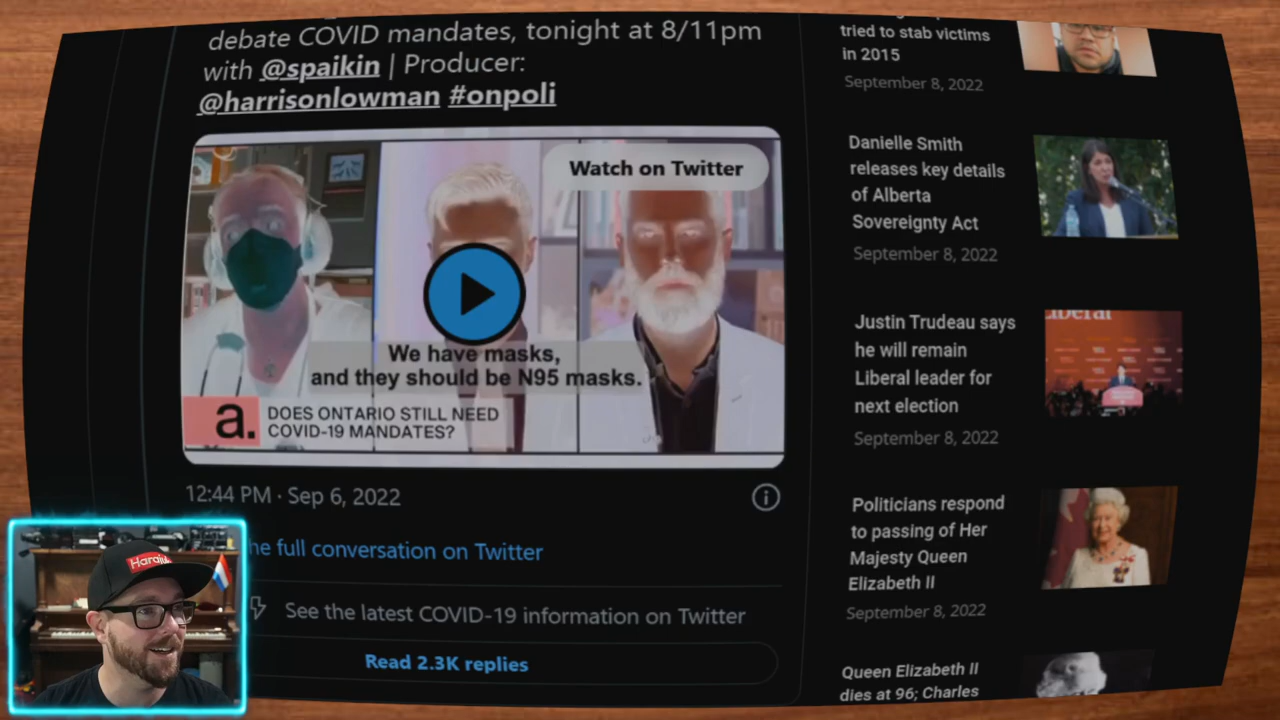 debate COVID mandates, tonight at 8/11pm
with @spaikin | Producer:
@harrisonlowman #onpoli
Watch on Twitter
We have masks,
and they should be N95 masks.
a.
DOES ONTARIO STILL NEED
COVID-19 MANDATES?
12:44 PM · Sep 6, 2022
he full conversation on Twitter
See the latest COVID-19 information on Twitter
Read 2.3K replies
tried to stab victims
in 2015
September 8, 2022
Danielle Smith
releases key details
of Alberta
Sovereignty Act
September 8, 2022
Justin Trudeau says
he will remain
Liberal leader for
next election
September 8, 2022
Liberal
Politicians respond
to passing of Her
Majesty Queen
Elizabeth II
September 8, 2022
Queen Elizabeth II
dies at 96; Charles